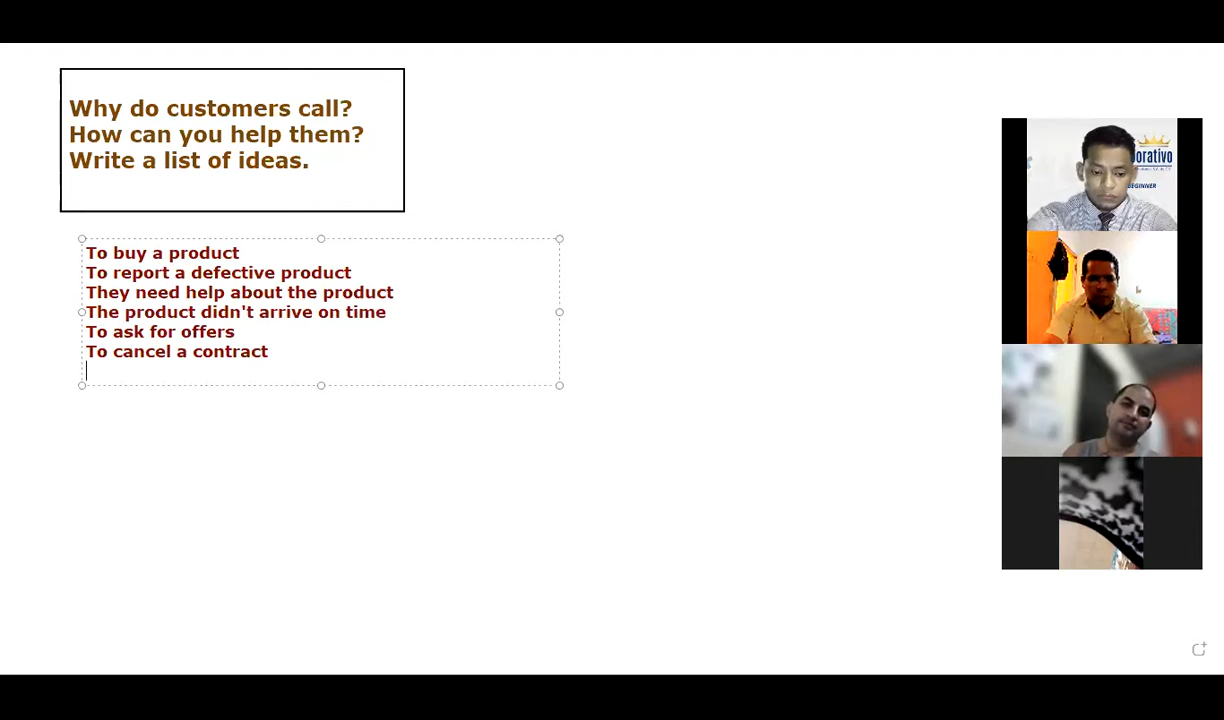 Why do customers call?
How can you help them?
Write a list of ideas.
To buy a product
To report a defective product
They need help about the product
The product didn't arrive on time
To ask for offers
To cancel a contract
orativo
BEGINNER